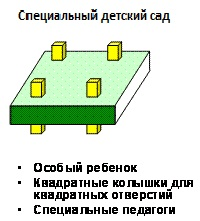 Специальный детский сад
• Особый ребенок
• Квадратные колышки для
квадратных отверстий
• Специальные педагоги